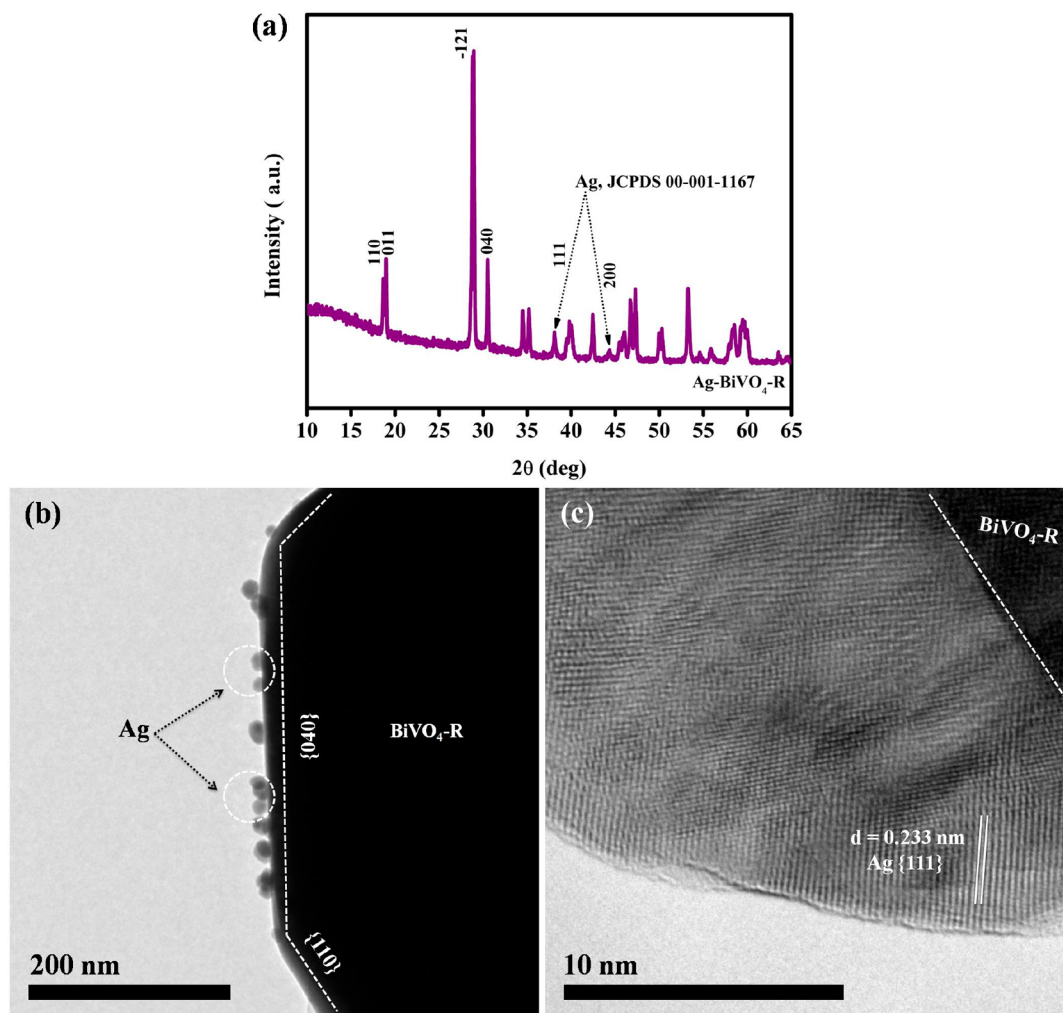 (a)
-121
Ag, JCPDS 00-001-1167
110
011
040
111
200
Intensity ( a.u.)
Ag-BiVO₄-R
10 15 20 25 30 35 40 45 50 55 60 65
2θ (deg)
(b)
Ag
{040}
BiVO₄-R
{110}
200 nm
(c)
BiVO₄-R
d = 0.233 nm
Ag {111}
10 nm